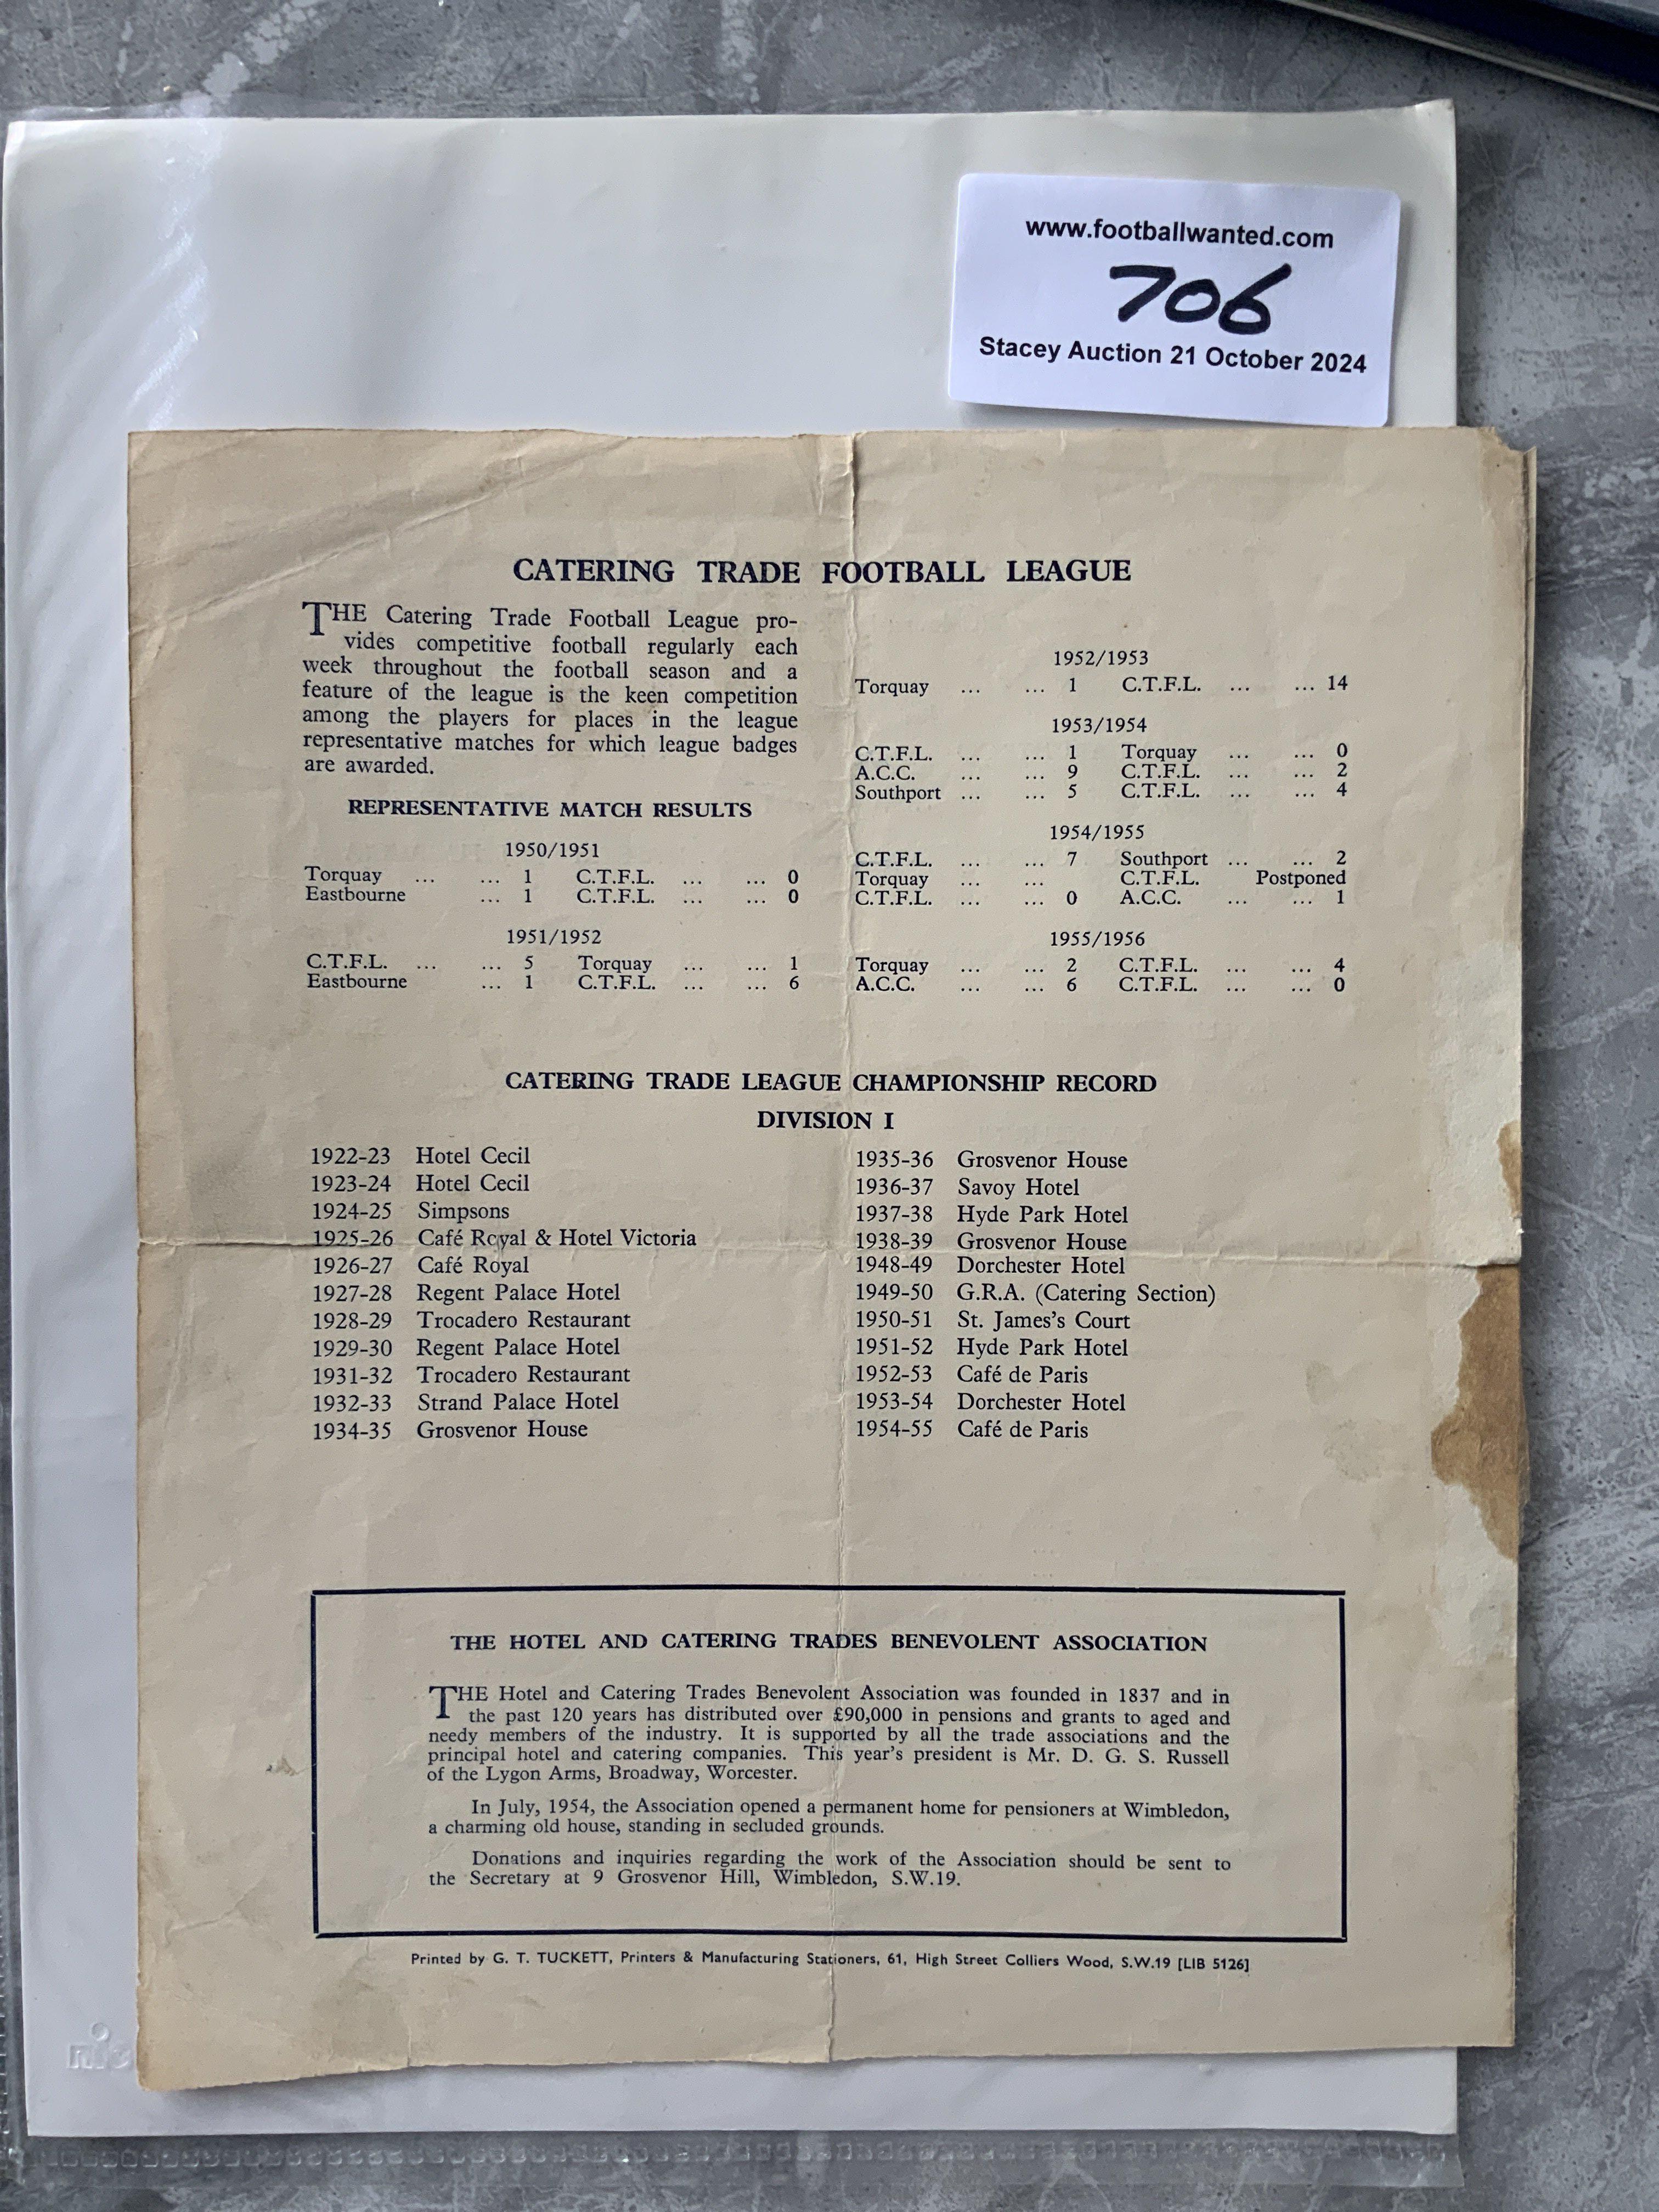 www.footballwanted.com
706
Stacey Auction 21 October 2024
CATERING TRADE FOOTBALL LEAGUE
THE Catering Trade Football League pro-
vides competitive football regularly each
week throughout the football season and a
feature of the league is the keen competition
among the players for places in the league
representative matches for which league badges
are awarded.
REPRESENTATIVE MATCH RESULTS
1950/1951
Torquay ... ... 1 C.T.F.L. ... ... 0
Eastbourne ... 1 C.T.F.L. ... ... 0
1951/1952
C.T.F.L. ... ... 5 Torquay ... ... 1
Eastbourne ... 1 C.T.F.L. ... ... 6
1952/1953
Torquay ... ... 1 C.T.F.L. ... ... 14
1953/1954
C.T.F.L. ... ... 1 Torquay ... ... 0
A.C.C. ... ... 9 C.T.F.L. ... ... 2
Southport ... ... 5 C.T.F.L. ... ... 4
1954/1955
C.T.F.L. ... ... 7 Southport ... ... 2
Torquay ... ... C.T.F.L. Postponed
C.T.F.L. ... ... 0 A.C.C. ... ... 1
1955/1956
Torquay ... ... 2 C.T.F.L. ... ... 4
A.C.C. ... ... 6 C.T.F.L. ... ... 0
CATERING TRADE LEAGUE CHAMPIONSHIP RECORD
DIVISION I
1922-23 Hotel Cecil
1923-24 Hotel Cecil
1924-25 Simpsons
1925-26 Café Royal & Hotel Victoria
1926-27 Café Royal
1927-28 Regent Palace Hotel
1928-29 Trocadero Restaurant
1929-30 Regent Palace Hotel
1931-32 Trocadero Restaurant
1932-33 Strand Palace Hotel
1934-35 Grosvenor House
1935-36 Grosvenor House
1936-37 Savoy Hotel
1937-38 Hyde Park Hotel
1938-39 Grosvenor House
1948-49 Dorchester Hotel
1949-50 G.R.A. (Catering Section)
1950-51 St. James's Court
1951-52 Hyde Park Hotel
1952-53 Café de Paris
1953-54 Dorchester Hotel
1954-55 Café de Paris
THE HOTEL AND CATERING TRADES BENEVOLENT ASSOCIATION
THE Hotel and Catering Trades Benevolent Association was founded in 1837 and in
the past 120 years has distributed over £90,000 in pensions and grants to aged and
needy members of the industry. It is supported by all the trade associations and the
principal hotel and catering companies. This year's president is Mr. D. G. S. Russell
of the Lygon Arms, Broadway, Worcester.
In July, 1954, the Association opened a permanent home for pensioners at Wimbledon,
a charming old house, standing in secluded grounds.
Donations and inquiries regarding the work of the Association should be sent to
the Secretary at 9 Grosvenor Hill, Wimbledon, S.W.19.
Printed by G. T. TUCKETT, Printers & Manufacturing Stationers, 61, High Street Colliers Wood, S.W.19 [LIB 5126]